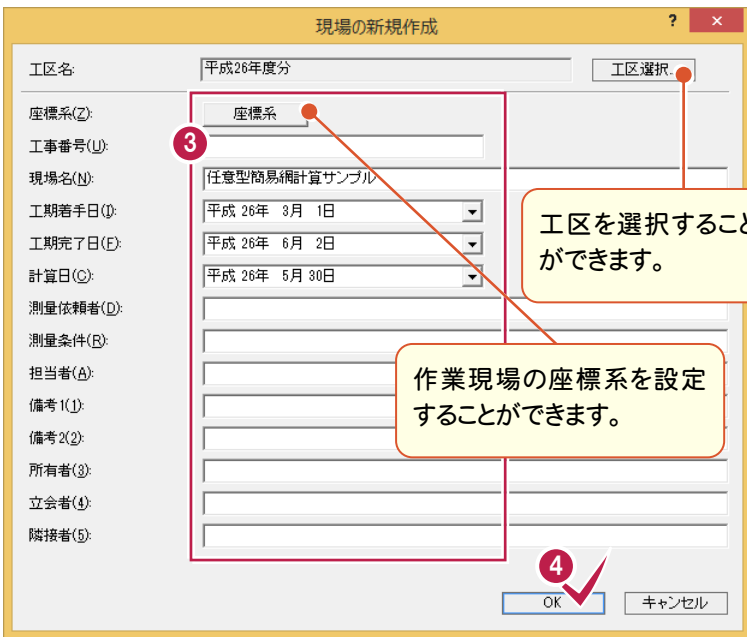 現場の新規作成
? ×
工区名: 平成26年度分 工区選択...
座標系(Z): 座標系
3
工事番号(U):
現場名(N): 任意型簡易網計算サンプル
工期着手日(I): 平成 26年 3月 1日
工区を選択すること
ができます。
工期完了日(F): 平成 26年 6月 2日
計算日(C): 平成 26年 5月 30日
測量依頼者(D):
測量条件(R):
担当者(A):
作業現場の座標系を設定
することができます。
備考1(1):
備考2(2):
所有者(3):
立会者(4):
隣接者(5):
4
OK キャンセル